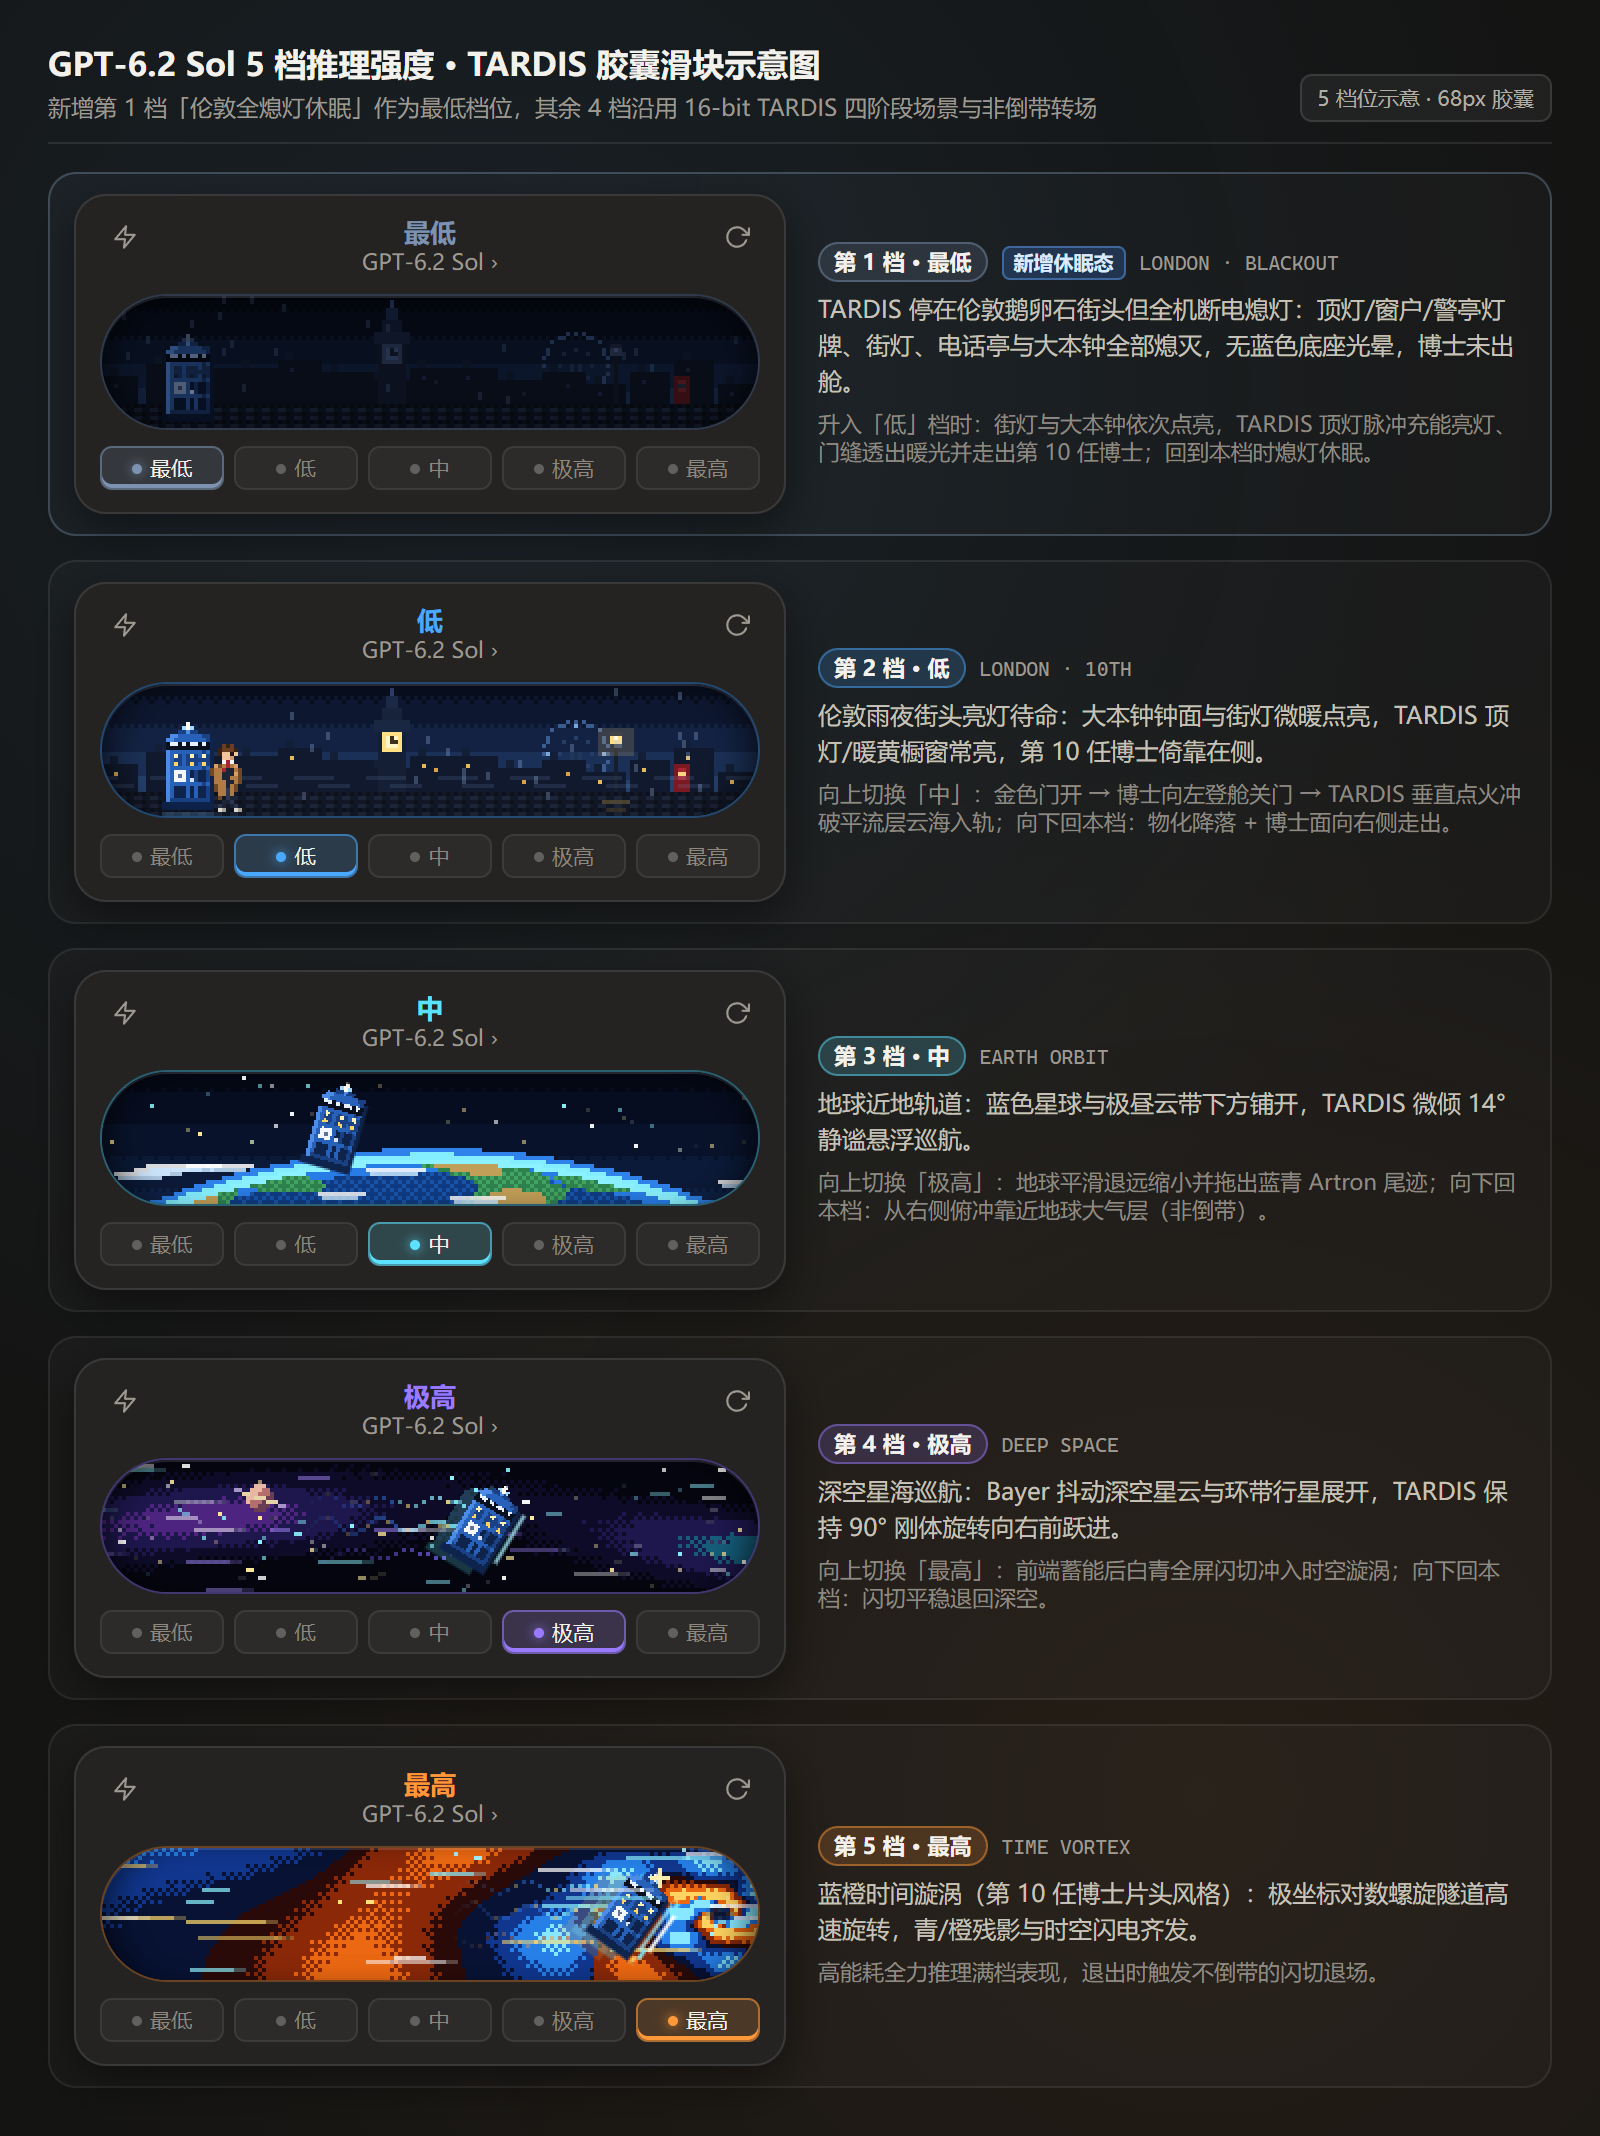 GPT-6.2 Sol 5 档推理强度 • TARDIS 胶囊滑块示意图
新增第 1 档「伦敦全熄灯休眠」作为最低档位，其余 4 档沿用 16-bit TARDIS 四阶段场景与非倒带转场
5 档位示意 · 68px 胶囊
最低
GPT-6.2 Sol ›
最低 低 中 极高 最高
第 1 档 • 最低 新增休眠态 LONDON · BLACKOUT
TARDIS 停在伦敦鹅卵石街头但全机断电熄灯：顶灯/窗户/警亭灯
牌、街灯、电话亭与大本钟全部熄灭，无蓝色底座光晕，博士未出
舱。
升入「低」档时：街灯与大本钟依次点亮，TARDIS 顶灯脉冲充能亮灯、
门缝透出暖光并走出第 10 任博士；回到本档时熄灯休眠。
低
GPT-6.2 Sol ›
最低 低 中 极高 最高
第 2 档 • 低 LONDON · 10TH
伦敦雨夜街头亮灯待命：大本钟钟面与街灯微暖点亮，TARDIS 顶
灯/暖黄橱窗常亮，第 10 任博士倚靠在侧。
向上切换「中」：金色门开 → 博士向左登舱关门 → TARDIS 垂直点火冲
破平流层云海入轨；向下回本档：物化降落 + 博士面向右侧走出。
中
GPT-6.2 Sol ›
最低 低 中 极高 最高
第 3 档 • 中 EARTH ORBIT
地球近地轨道：蓝色星球与极昼云带下方铺开，TARDIS 微倾 14°
静谧悬浮巡航。
向上切换「极高」：地球平滑退远缩小并拖出蓝青 Artron 尾迹；向下回
本档：从右侧俯冲靠近地球大气层（非倒带）。
极高
GPT-6.2 Sol ›
最低 低 中 极高 最高
第 4 档 • 极高 DEEP SPACE
深空星海巡航：Bayer 抖动深空星云与环带行星展开，TARDIS 保
持 90° 刚体旋转向右前跃进。
向上切换「最高」：前端蓄能后白青全屏闪切冲入时空漩涡；向下回本
档：闪切平稳退回深空。
最高
GPT-6.2 Sol ›
最低 低 中 极高 最高
第 5 档 • 最高 TIME VORTEX
蓝橙时间漩涡（第 10 任博士片头风格）：极坐标对数螺旋隧道高
速旋转，青/橙残影与时空闪电齐发。
高能耗全力推理满档表现，退出时触发不倒带的闪切退场。